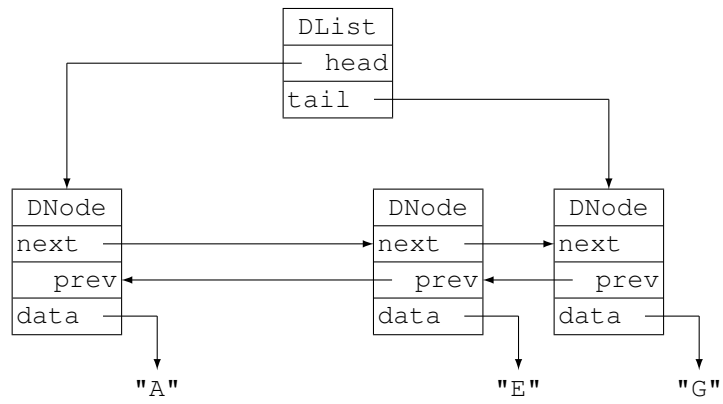 DList
head
tail
DNode DNode DNode
next next next
prev prev prev
data data data
"A" "E" "G"